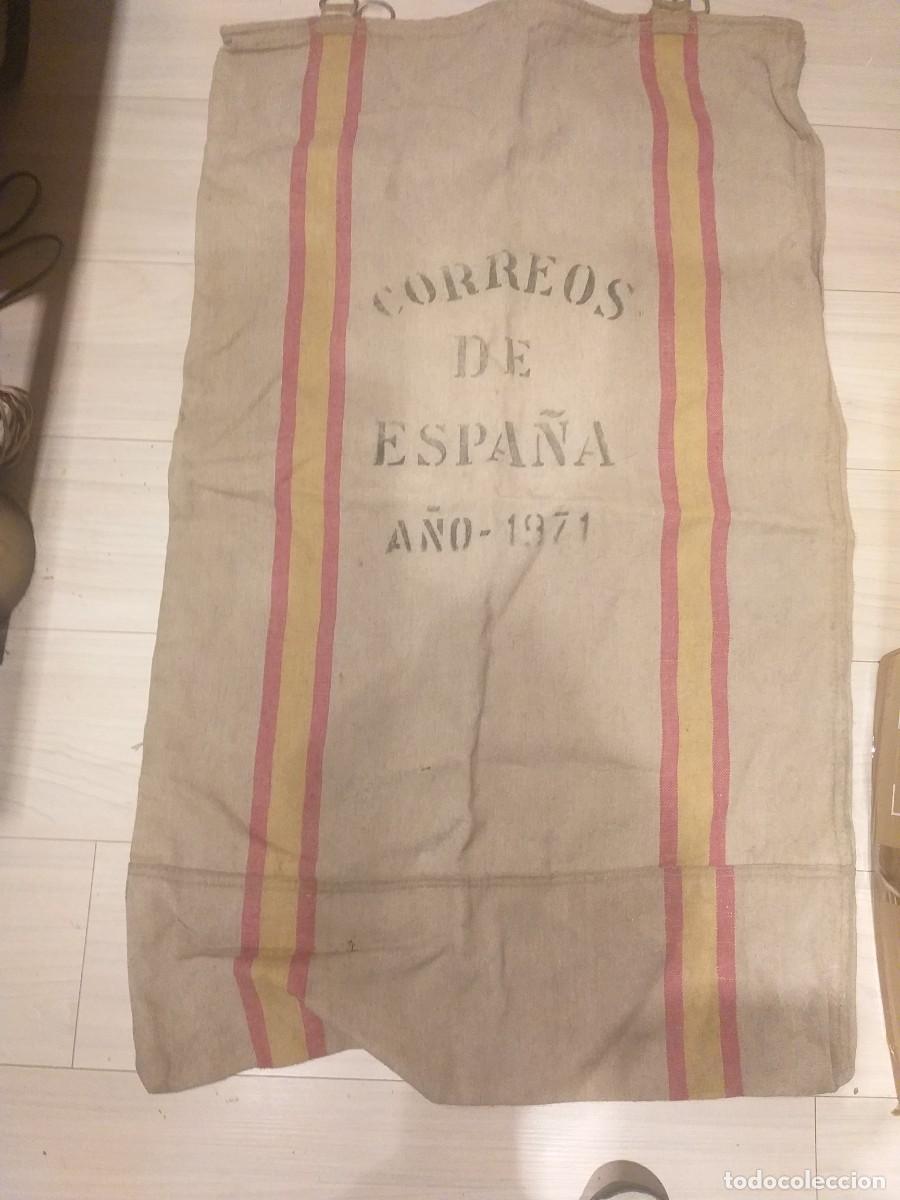 CORREOS
DE
ESPAÑA
AÑO-1971
todocoleccion